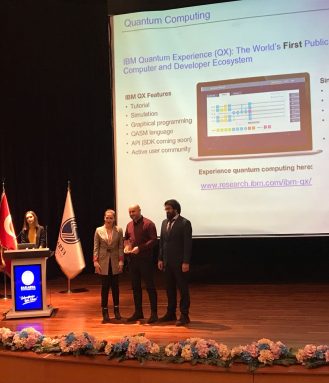 Quantum Computing
IBM Quantum Experience (QX): The World's First Public
Computer and Developer Ecosystem
IBM QX Features
• Tutorial
• Simulation
• Graphical programming
• QASM language
• API (SDK coming soon)
• Active user community
Experience quantum computing here:
www.research.ibm.com/ibm-qx/